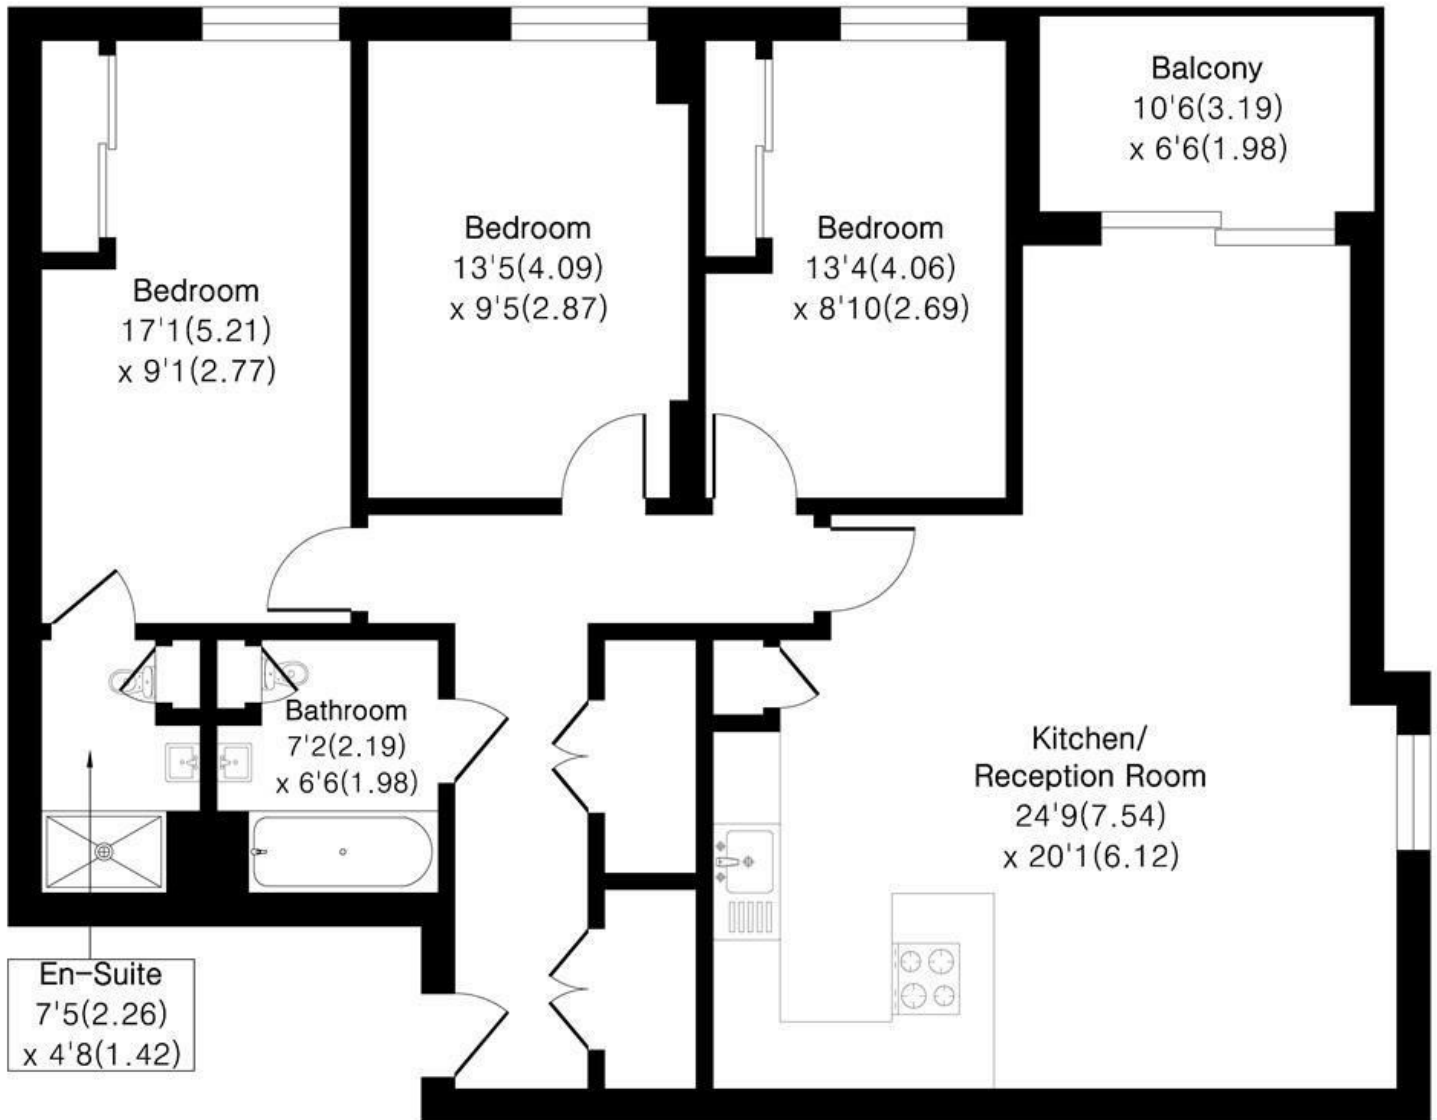 Balcony
10'6(3.19)
x 6'6(1.98)
Bedroom
13'5(4.09)
x 9'5(2.87)
Bedroom
13'4(4.06)
x 8'10(2.69)
Bedroom
17'1(5.21)
x 9'1(2.77)
Bathroom
7'2(2.19)
x 6'6(1.98)
Kitchen/
Reception Room
24'9(7.54)
x 20'1(6.12)
En-Suite
7'5(2.26)
x 4'8(1.42)